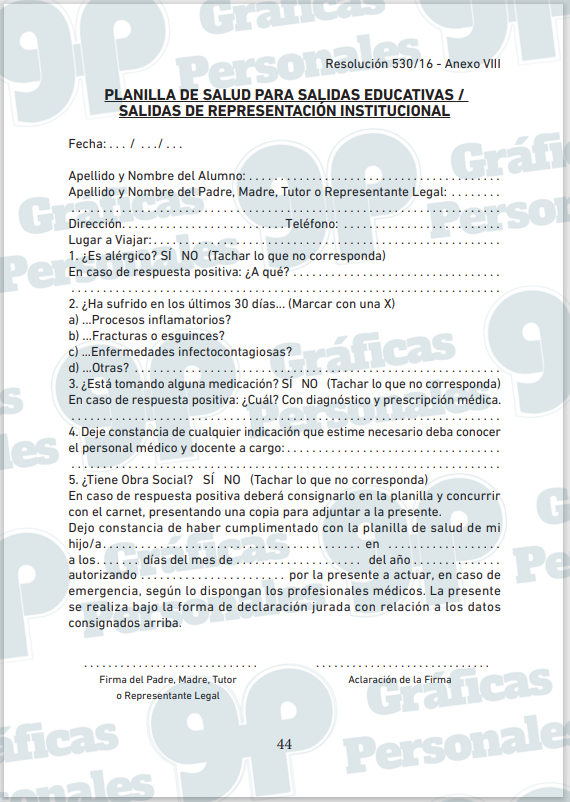 Resolución 530/16 - Anexo VIII
PLANILLA DE SALUD PARA SALIDAS EDUCATIVAS /
SALIDAS DE REPRESENTACIÓN INSTITUCIONAL
Fecha: . . . / . . ./ . . .
Apellido y Nombre del Alumno: . . . . . . . . . . . . . . . . . . . . . . . . . . . . . . . . . . . . . . . .
Apellido y Nombre del Padre, Madre, Tutor o Representante Legal: . . . . . . . .
. . . . . . . . . . . . . . . . . . . . . . . . . . . . . . . . . . . . . . . . . . . . . . . . . . . . . . . . . . . . . . . . . . . .
Dirección. . . . . . . . . . . . . . . . . . . . . . . . . . Teléfono: . . . . . . . . . . . . . . . . . . . . . . . . . .
Lugar a Viajar: . . . . . . . . . . . . . . . . . . . . . . . . . . . . . . . . . . . . . . . . . . . . . . . . . . . . . . .
1. ¿Es alérgico? SÍ NO (Tachar lo que no corresponda)
En caso de respuesta positiva: ¿A qué? . . . . . . . . . . . . . . . . . . . . . . . . . . . . . . . . .
. . . . . . . . . . . . . . . . . . . . . . . . . . . . . . . . . . . . . . . . . . . . . . . . . . . . . . . . . . . . . . . . . . . .
2. ¿Ha sufrido en los últimos 30 días... (Marcar con una X)
a) ...Procesos inflamatorios?
b) ...Fracturas o esguinces?
c) ...Enfermedades infectocontagiosas?
d) ...Otras? . . . . . . . . . . . . . . . . . . . . . . . . . . . . . . . . . . . . . . . . . . . . . . . . . . . . . . . . . .
3. ¿Está tomando alguna medicación? SÍ NO (Tachar lo que no corresponda)
En caso de respuesta positiva: ¿Cuál? Con diagnóstico y prescripción médica.
. . . . . . . . . . . . . . . . . . . . . . . . . . . . . . . . . . . . . . . . . . . . . . . . . . . . . . . . . . . . . . . . . . . .
4. Deje constancia de cualquier indicación que estime necesario deba conocer
el personal médico y docente a cargo: . . . . . . . . . . . . . . . . . . . . . . . . . . . . . . . . . .
. . . . . . . . . . . . . . . . . . . . . . . . . . . . . . . . . . . . . . . . . . . . . . . . . . . . . . . . . . . . . . . . . . . .
5. ¿Tiene Obra Social? SÍ NO (Tachar lo que no corresponda)
En caso de respuesta positiva deberá consignarlo en la planilla y concurrir
con el carnet, presentando una copia para adjuntar a la presente.
Dejo constancia de haber cumplimentado con la planilla de salud de mi
hijo/a . . . . . . . . . . . . . . . . . . . . . . . . . . . . . . . . . . . . . . . . . en . . . . . . . . . . . . . . . . . . .
a los. . . . . . . días del mes de . . . . . . . . . . . . . . . . . . . . . del año . . . . . . . . . . . . . .
autorizando . . . . . . . . . . . . . . . . . . . . . . . por la presente a actuar, en caso de
emergencia, según lo dispongan los profesionales médicos. La presente
se realiza bajo la forma de declaración jurada con relación a los datos
consignados arriba.
. . . . . . . . . . . . . . . . . . . . . . . . . . . . . . . . . . . . . . . . . . . . . . . . . . . . . . . .
Firma del Padre, Madre, Tutor Aclaración de la Firma
o Representante Legal
44
gp Gráficas
Personales